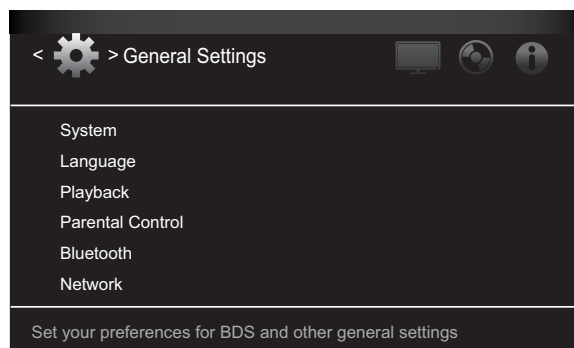 < > General Settings
System
Language
Playback
Parental Control
Bluetooth
Network
Set your preferences for BDS and other general settings